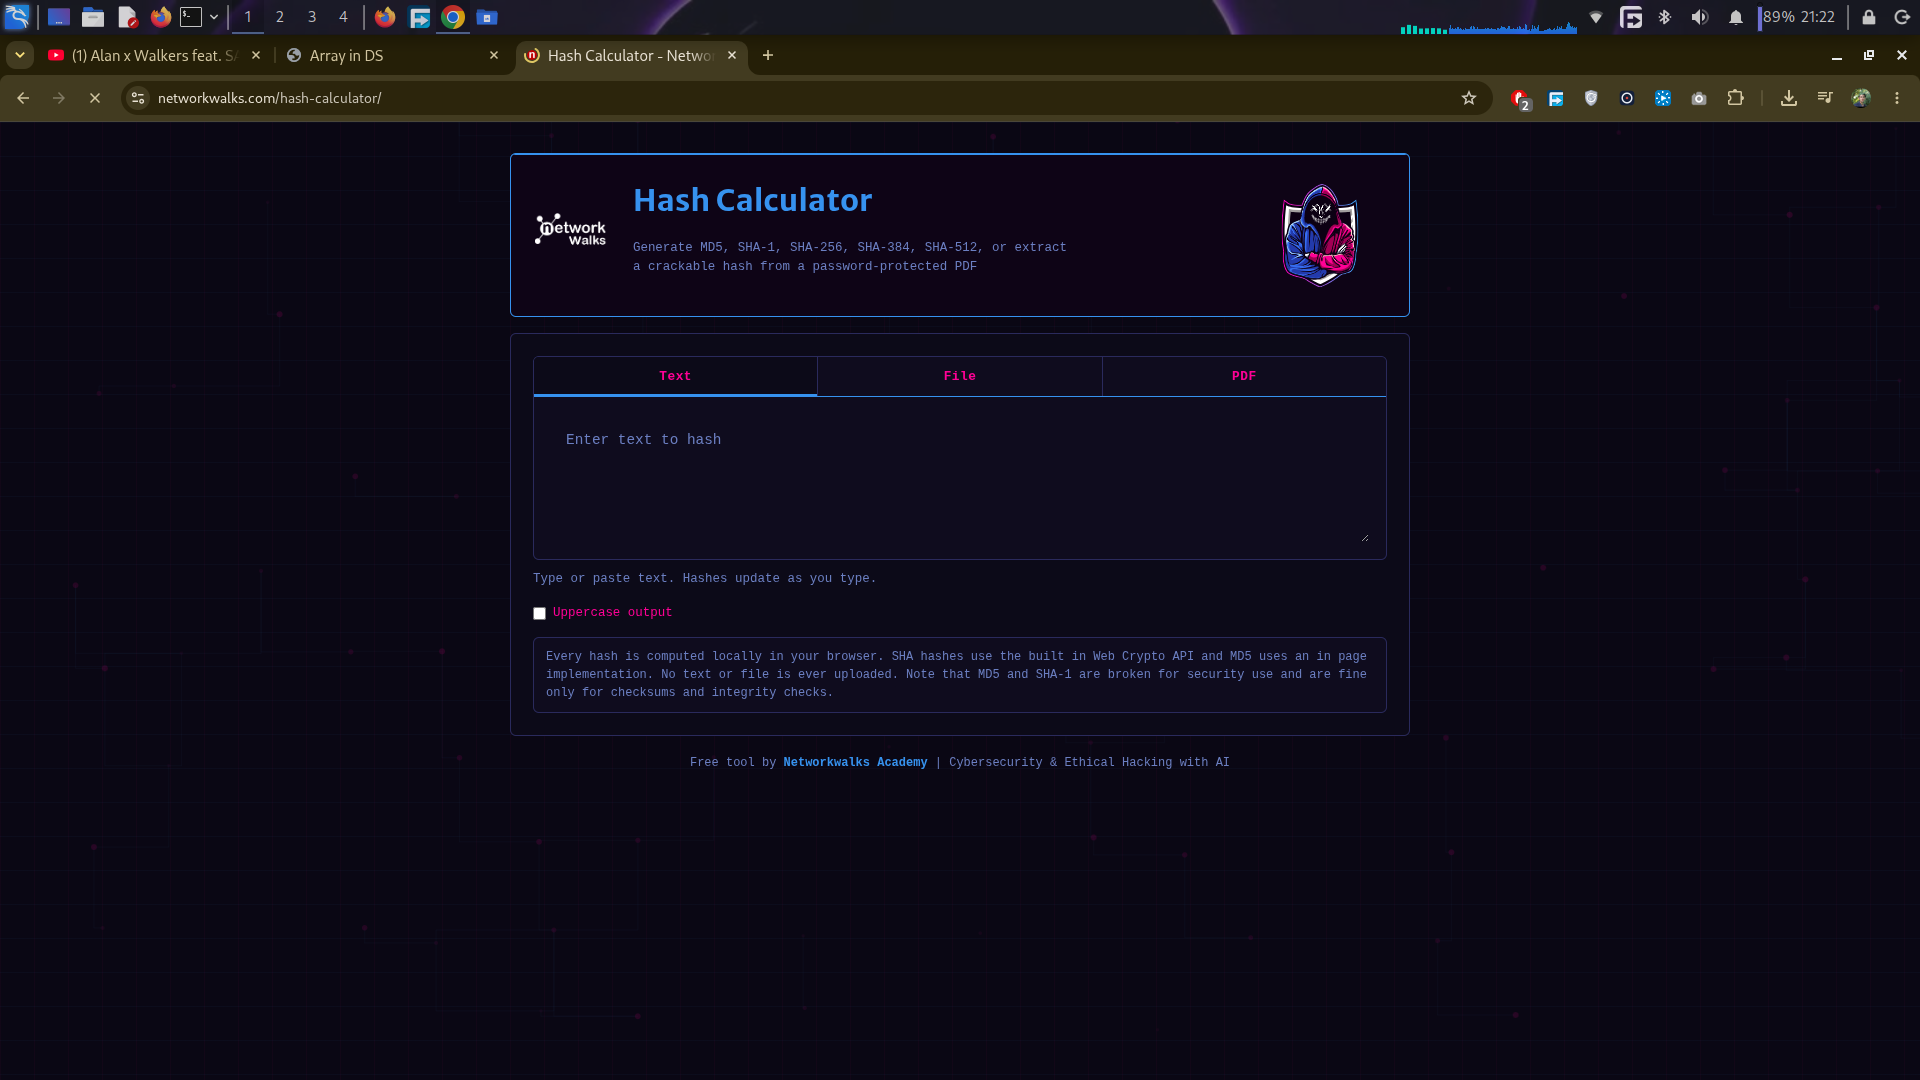 1 2 3 4
89% 21:22
(1) Alan x Walkers feat. SA
Array in DS
Hash Calculator - Networ
networkwalks.com/hash-calculator/
2
network
Walks
Hash Calculator
Generate MD5, SHA-1, SHA-256, SHA-384, SHA-512, or extract
a crackable hash from a password-protected PDF
Text File PDF
Enter text to hash
Type or paste text. Hashes update as you type.
Uppercase output
Every hash is computed locally in your browser. SHA hashes use the built in Web Crypto API and MD5 uses an in page
implementation. No text or file is ever uploaded. Note that MD5 and SHA-1 are broken for security use and are fine
only for checksums and integrity checks.
Free tool by Networkwalks Academy | Cybersecurity & Ethical Hacking with AI